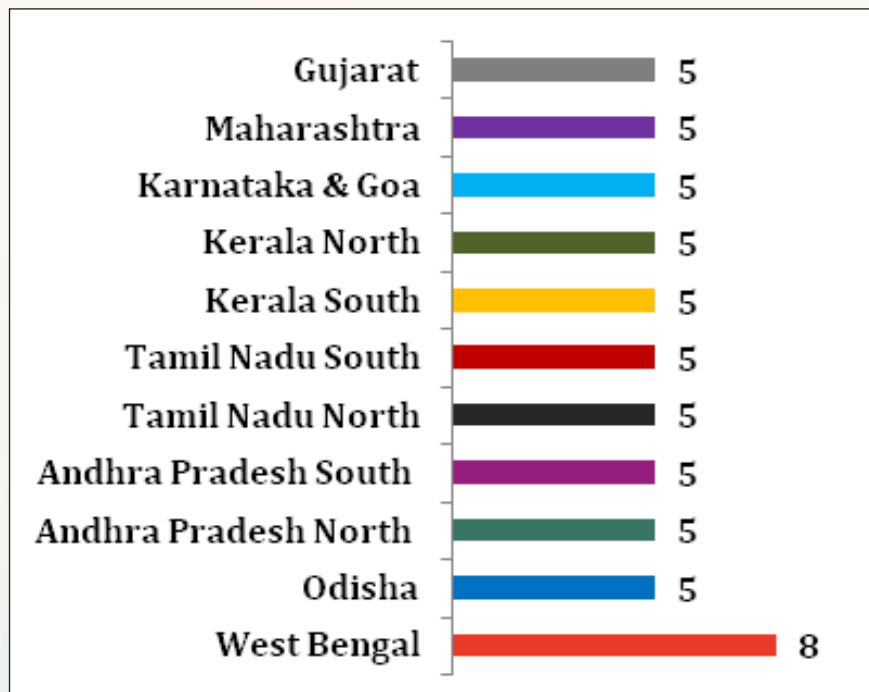 Gujarat 5
Maharashtra 5
Karnataka & Goa 5
Kerala North 5
Kerala South 5
Tamil Nadu South 5
Tamil Nadu North 5
Andhra Pradesh South 5
Andhra Pradesh North 5
Odisha 5
West Bengal 8